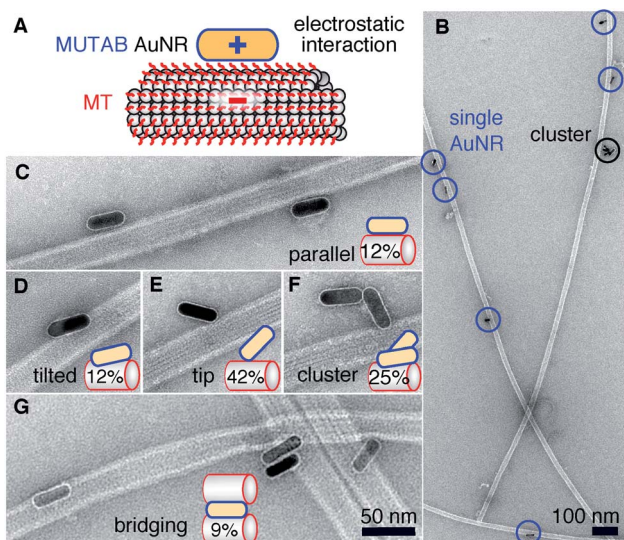 A
MUTAB AuNR
electrostatic
interaction
+
MT
−
B
single
AuNR
cluster
100 nm
C
parallel
12%
D
tilted
12%
E
tip
42%
F
cluster
25%
G
bridging
9%
50 nm